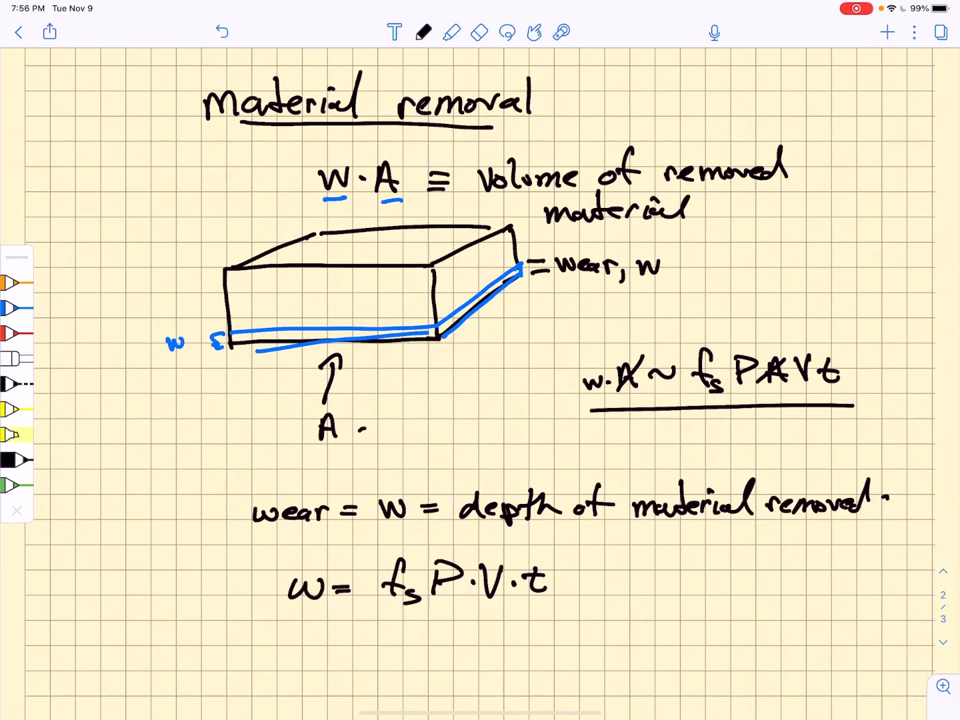 7:56 PM Tue Nov 9
99%
material removal
w · A ≡ volume of removed
material
= wear, w
w
A
w·A ~ fs P A V t
wear = w = depth of material removed.
w = fs P · V · t
2
/
3